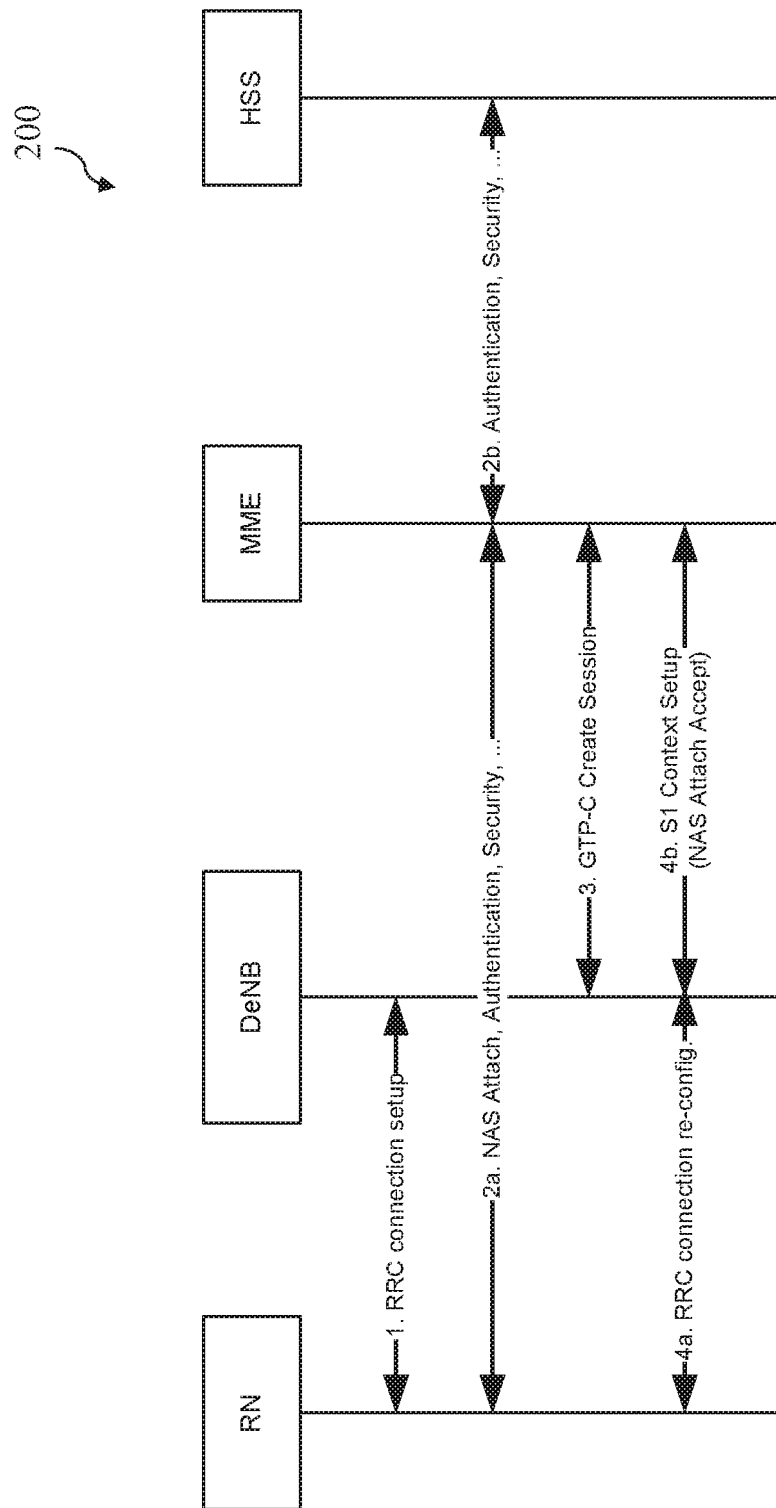 200
RN
DeNB
MME
HSS
1. RRC connection setup
2a. NAS Attach, Authentication, Security, ...
2b. Authentication, Security, ...
3. GTP-C Create Session
4a. RRC connection re-config.
4b. S1 Context Setup
(NAS Attach Accept)